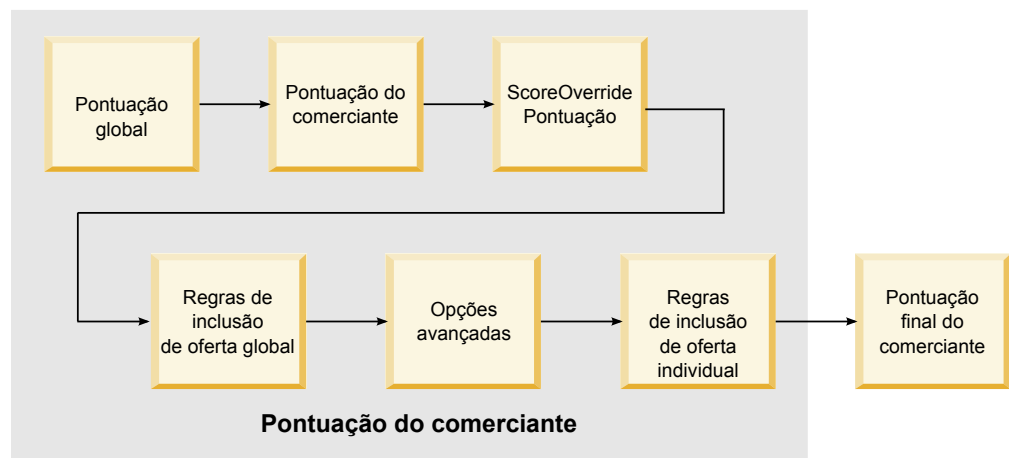 Pontuação
global
Pontuação do
comerciante
ScoreOverride
Pontuação
Regras de
inclusão
de oferta global
Opções
avançadas
Regras
de inclusão
de oferta
individual
Pontuação
final do
comerciante
Pontuação do comerciante